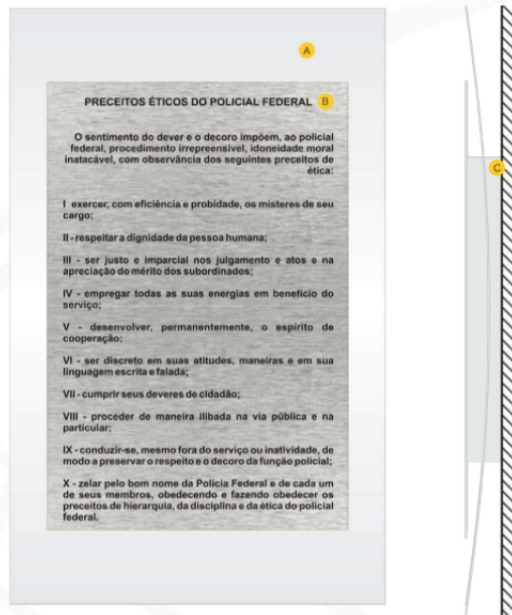 A
PRECEITOS ÉTICOS DO POLICIAL FEDERAL B
O sentimento do dever e o decoro impõem, ao policial
federal, procedimento irrepreensível, idoneidade moral
inatacável, com observância dos seguintes preceitos de
ética:
I exercer, com eficiência e probidade, os misteres de seu
cargo;
II - respeitar a dignidade da pessoa humana;
III - ser justo e imparcial nos julgamento e atos e na
apreciação do mérito dos subordinados;
IV - empregar todas as suas energias em benefício do
serviço;
V - desenvolver, permanentemente, o espírito de
cooperação;
VI - ser discreto em suas atitudes, maneiras e em sua
linguagem escrita e falada;
VII - cumprir seus deveres de cidadão;
VIII - proceder de maneira ilibada na via pública e na
particular;
IX - conduzir-se, mesmo fora do serviço ou inatividade, de
modo a preservar o respeito e o decoro da função policial;
X - zelar pelo bom nome da Polícia Federal e de cada um
de seus membros, obedecendo e fazendo obedecer os
preceitos de hierarquia, da disciplina e da ética do policial
federal.
C